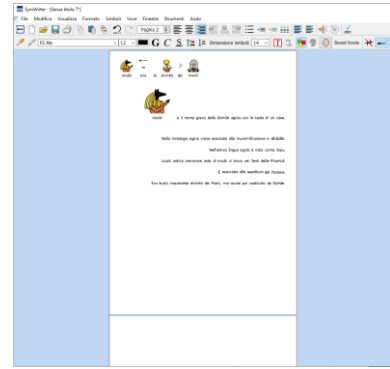 SymWriter - [Senza titolo 7*]
File Modifica Visualizza Formato Simboli Voce Finestra Strumenti Aiuto
Pagina 2
12 G C S Dimensione simboli 14
Anubi era la divinità dei morti.
Anubi è il nome greco della divinità egizia con la testa di un cane.
Nella mitologia egizia viene associato alla mummificazione e all'aldilà.
Nell'antica lingua egizia è noto come Inpu.
La più antica menzione nota di Anubi si trova nei Testi delle Piramidi.
È associato alla sepoltura del faraone.
Era la più importante divinità dei Morti, ma venne poi sostituito da Osiride.